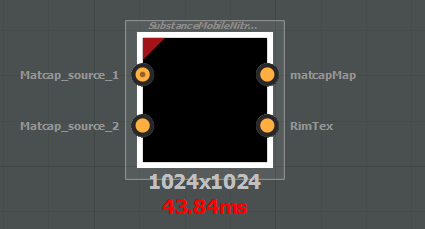 SubstanceMobileNitr...
Matcap_source_1
matcapMap
Matcap_source_2
RimTex
1024x1024
43.84ms